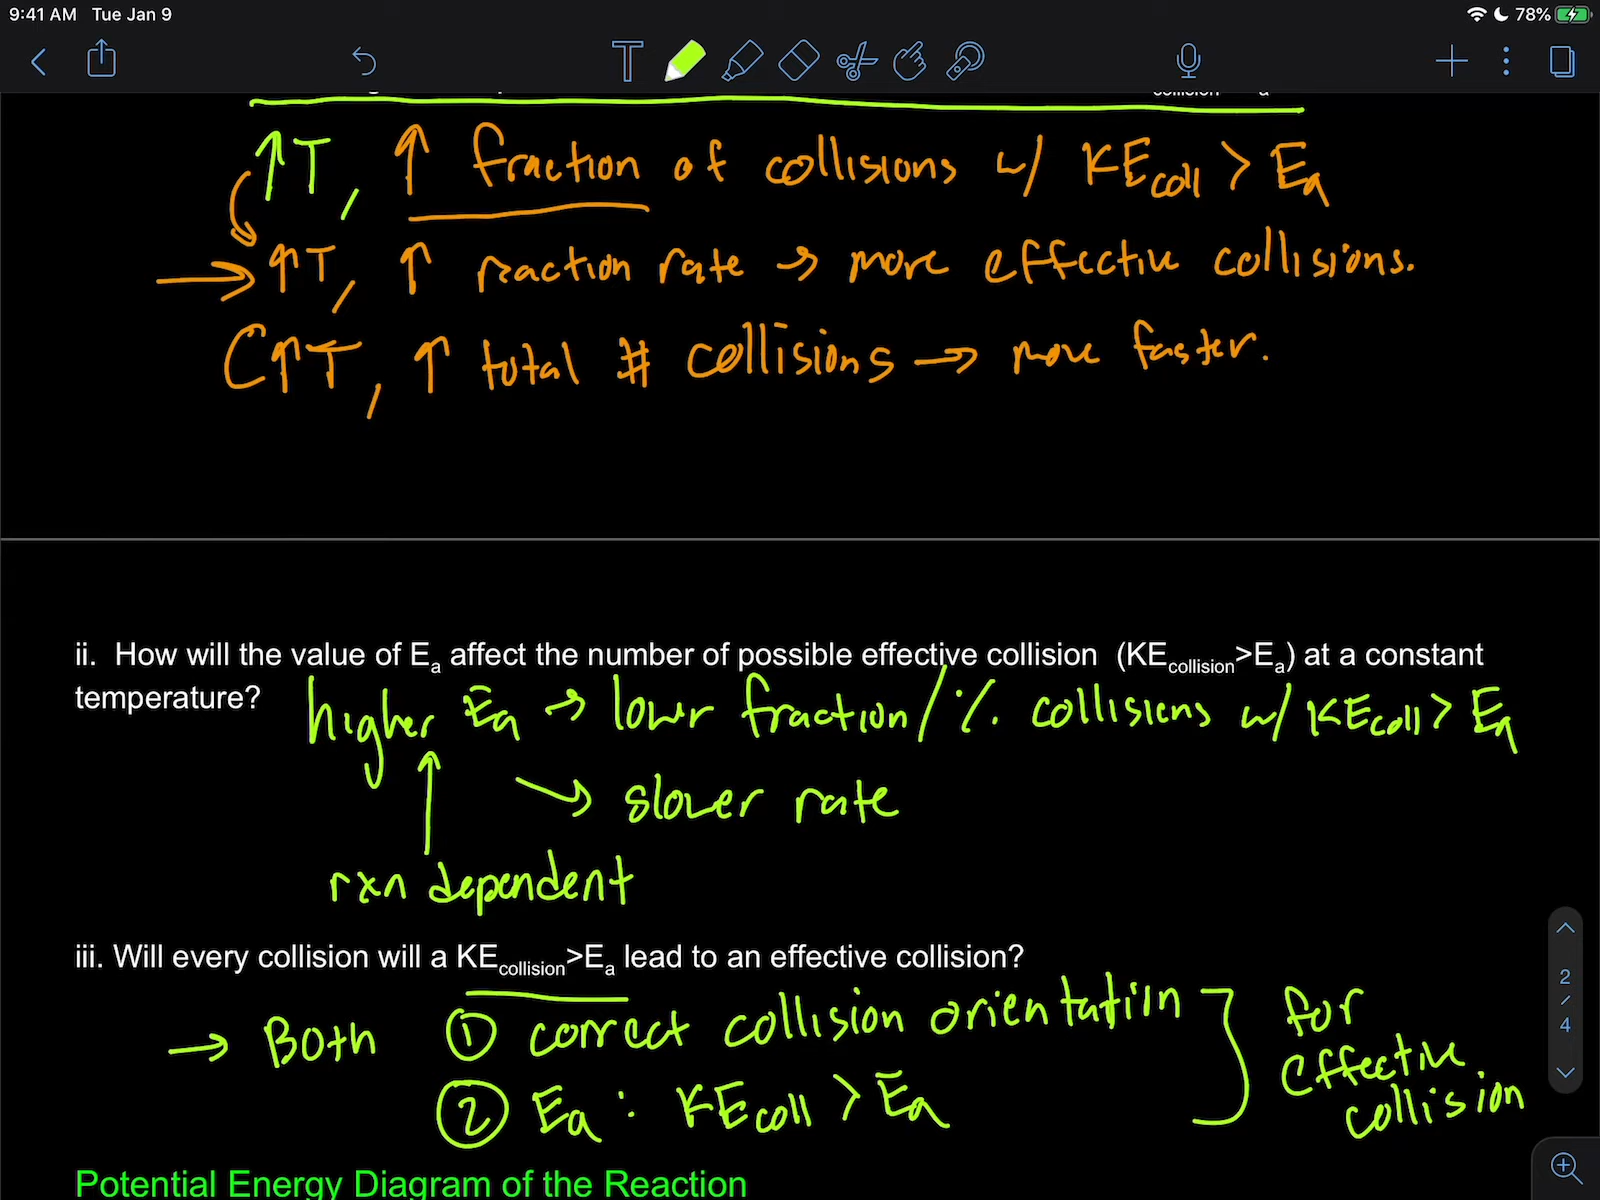 9:41 AM Tue Jan 9
78%
T
collision a
↑T, ↑ fraction of collisions w/ KEcoll > Ea
→ ↑T, ↑ reaction rate → more effective collisions.
↑T, ↑ total # collisions → more faster.
ii. How will the value of Ea affect the number of possible effective collision (KEcollision>Ea) at a constant
temperature?
higher Ea → lower fraction/% collisions w/ KEcoll > Ea
→ slower rate
rxn dependent
iii. Will every collision will a KEcollision>Ea lead to an effective collision?
→ Both ① correct collision orientation
② Ea : KEcoll > Ea
for
effective
collision
2
/
4
Potential Energy Diagram of the Reaction